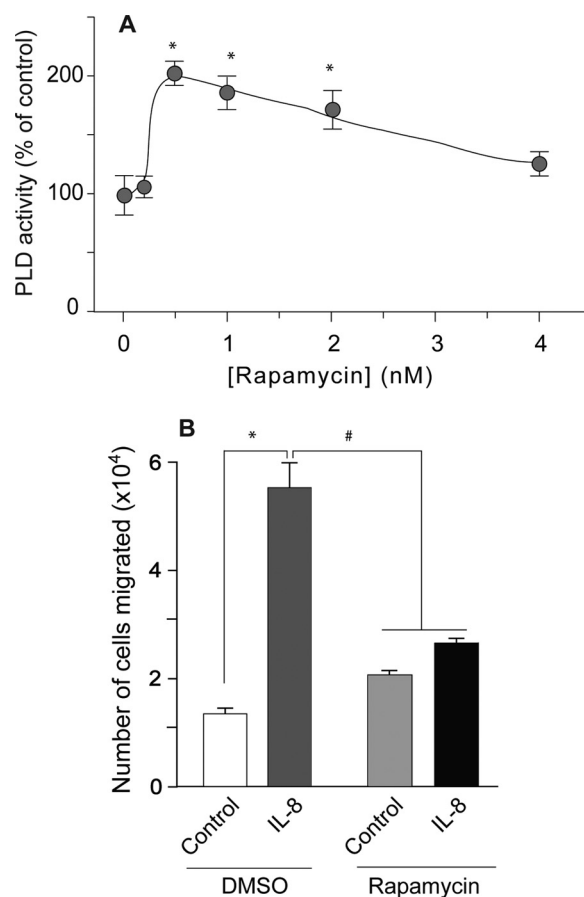 A
PLD activity (% of control)
200
100
0
* * *
0 1 2 3 4
[Rapamycin] (nM)
B
Number of cells migrated (x10⁴)
* #
6
4
2
0
Control IL-8 Control IL-8
DMSO Rapamycin